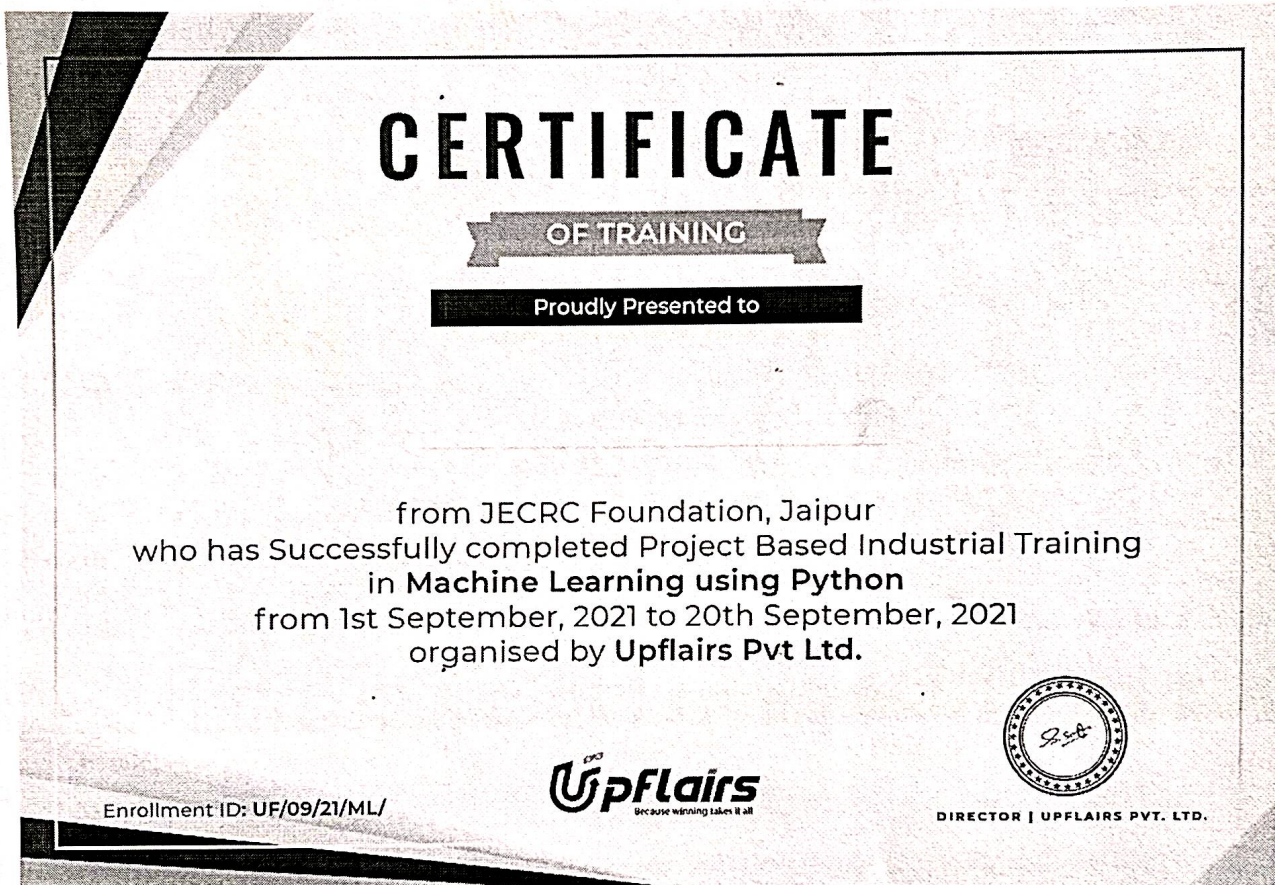 CERTIFICATE
OF TRAINING
Proudly Presented to
from JECRC Foundation, Jaipur
who has Successfully completed Project Based Industrial Training
in Machine Learning using Python
from 1st September, 2021 to 20th September, 2021
organised by Upflairs Pvt Ltd.
Enrollment ID: UF/09/21/ML/
Upflairs
Because winning takes it all
DIRECTOR | UPFLAIRS PVT. LTD.